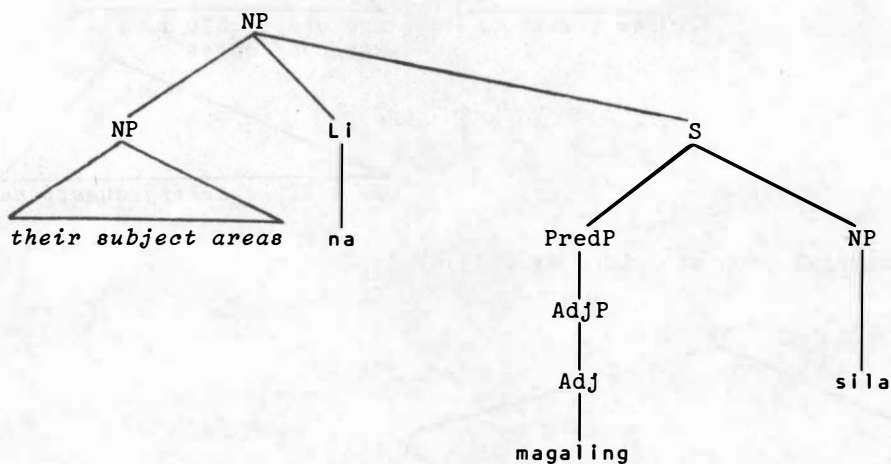 NP
NP Li S
their subject areas na PredP NP
AdjP
Adj sila
magaling